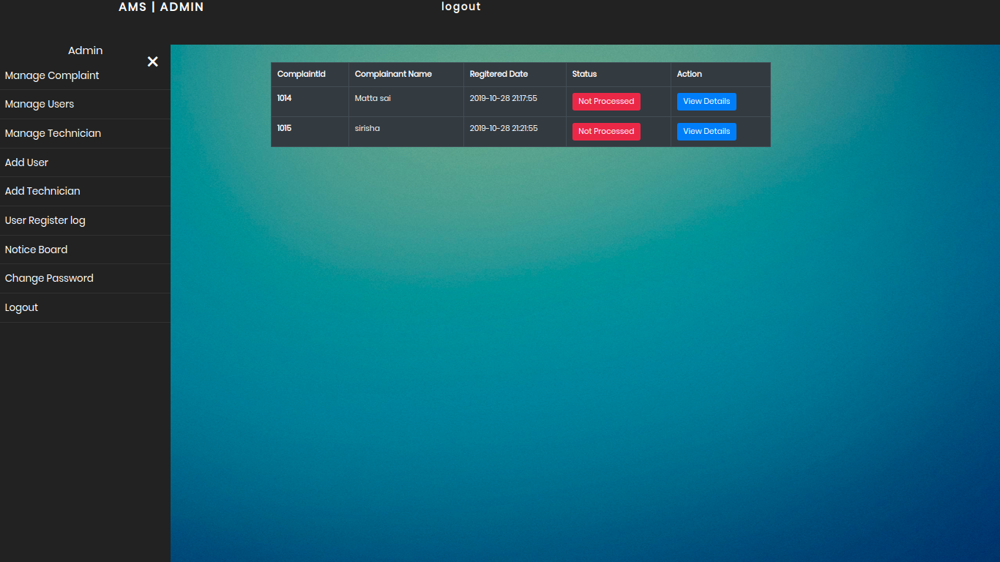 AMS | ADMIN logout
Admin
×
Manage Complaint
Manage Users
Manage Technician
Add User
Add Technician
User Register log
Notice Board
Change Password
Logout
ComplaintId Complainant Name Regitered Date Status Action
1014 Matta sai 2019-10-28 21:17:55 Not Processed View Details
1015 sirisha 2019-10-28 21:21:55 Not Processed View Details